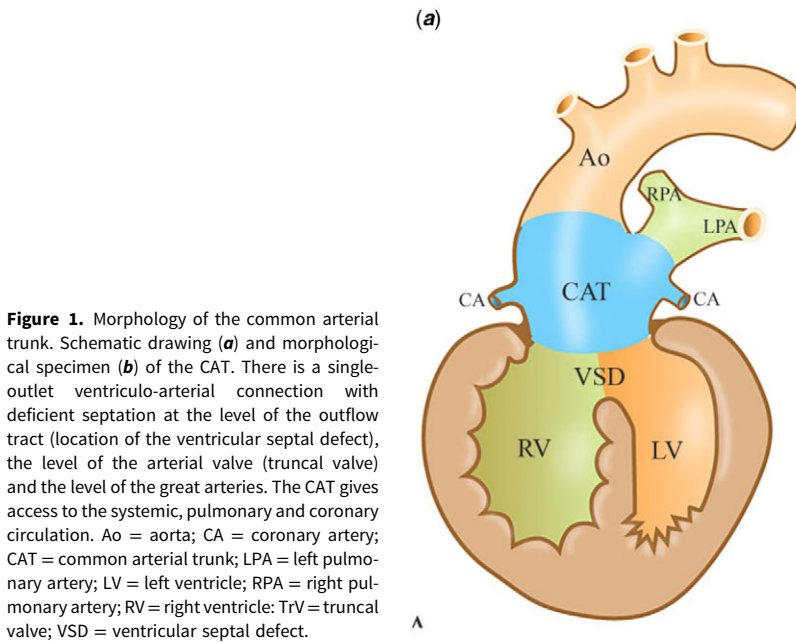 (a)
Ao
RPA
LPA
CA
CAT
CA
VSD
RV
LV
A
Figure 1. Morphology of the common arterial
trunk. Schematic drawing (a) and morphologi-
cal specimen (b) of the CAT. There is a single-
outlet ventriculo-arterial connection with
deficient septation at the level of the outflow
tract (location of the ventricular septal defect),
the level of the arterial valve (truncal valve)
and the level of the great arteries. The CAT gives
access to the systemic, pulmonary and coronary
circulation. Ao = aorta; CA = coronary artery;
CAT = common arterial trunk; LPA = left pulmo-
nary artery; LV = left ventricle; RPA = right pul-
monary artery; RV = right ventricle: TrV = truncal
valve; VSD = ventricular septal defect.